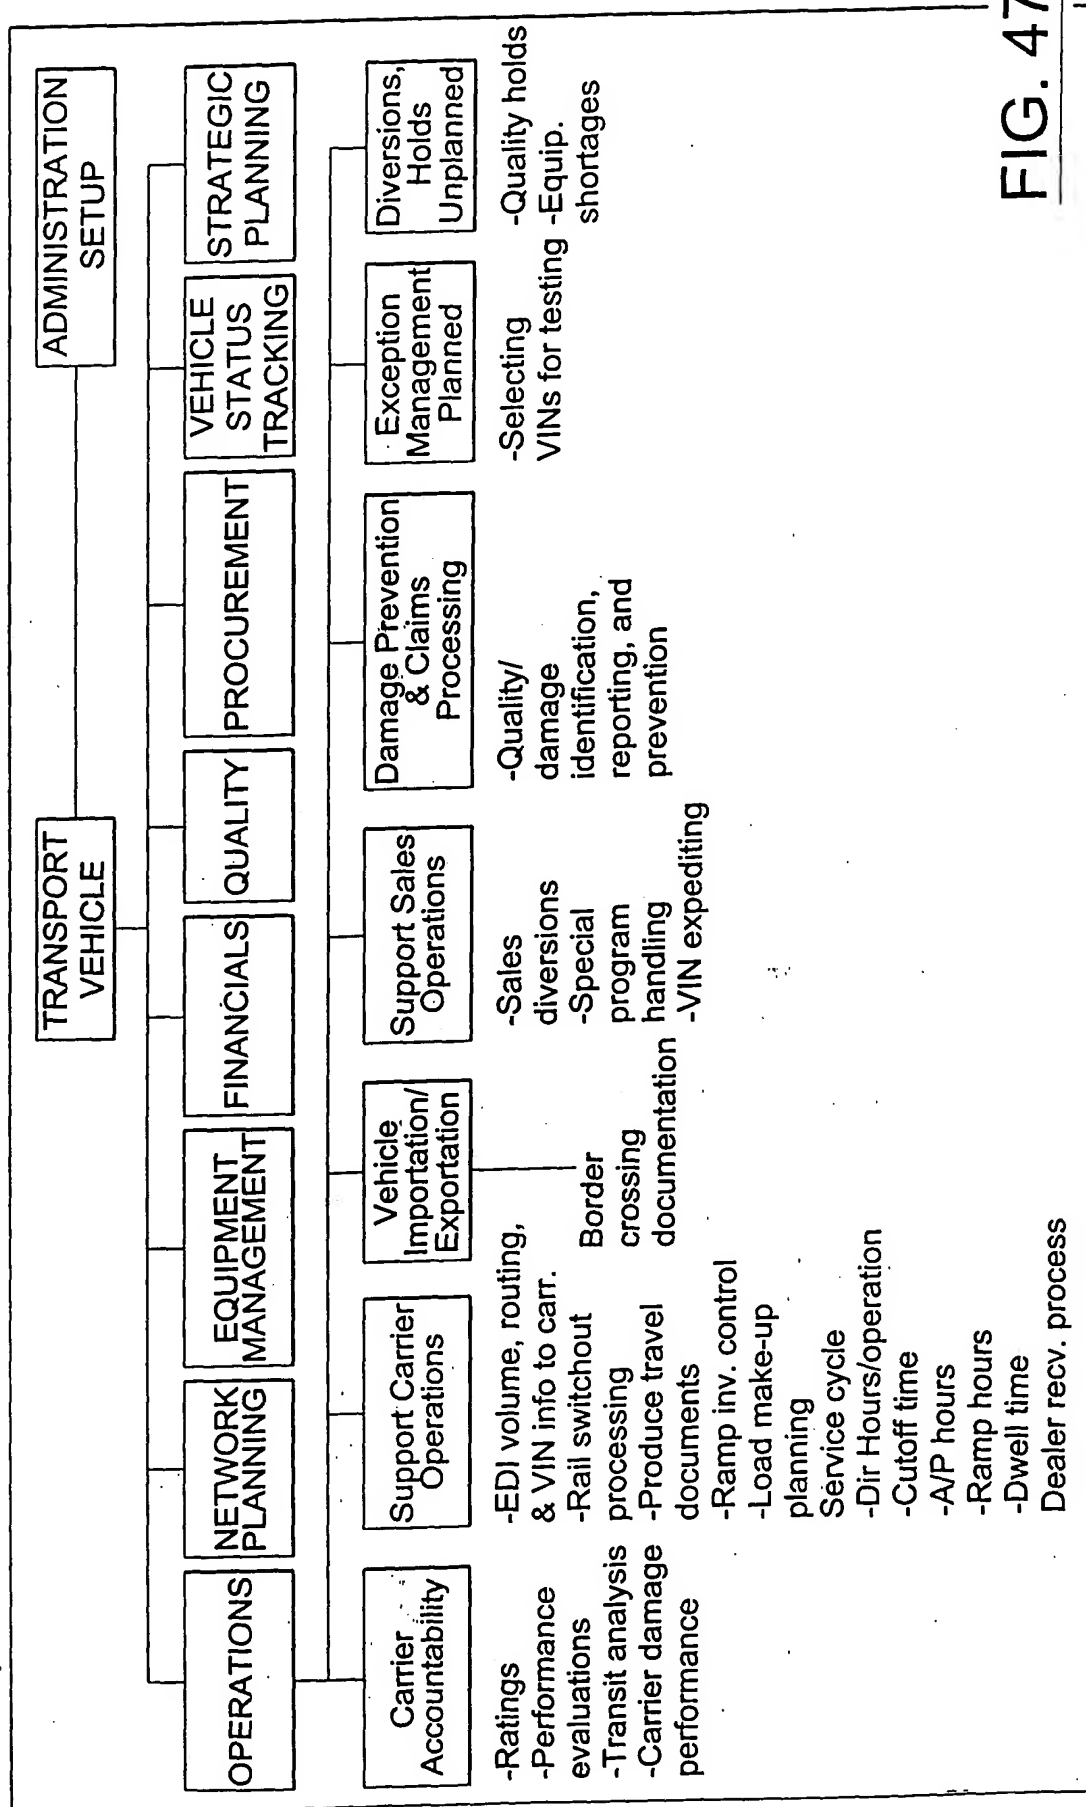 TRANSPORT
VEHICLE
ADMINISTRATION
SETUP
OPERATIONS
NETWORK
PLANNING
EQUIPMENT
MANAGEMENT
FINANCIALS
QUALITY
PROCUREMENT
VEHICLE
STATUS
TRACKING
STRATEGIC
PLANNING
Carrier
Accountability
-Ratings
-Performance
evaluations
-Transit analysis
-Carrier damage
performance
Support Carrier
Operations
-EDI volume, routing,
& VIN info to carr.
-Rail switchout
processing
-Produce travel
documents
-Ramp inv. control
-Load make-up
planning
Service cycle
-Dir Hours/operation
-Cutoff time
-A/P hours
-Ramp hours
-Dwell time
Dealer recv. process
Vehicle
Importation/
Exportation
Border
crossing
documentation
Support Sales
Operations
-Sales
diversions
-Special
program
handling
-VIN expediting
Damage Prevention
& Claims
Processing
-Quality/
damage
identification,
reporting, and
prevention
Exception
Management
Planned
-Selecting
VINs for testing
Diversions,
Holds
Unplanned
-Quality holds
-Equip.
shortages
FIG. 47